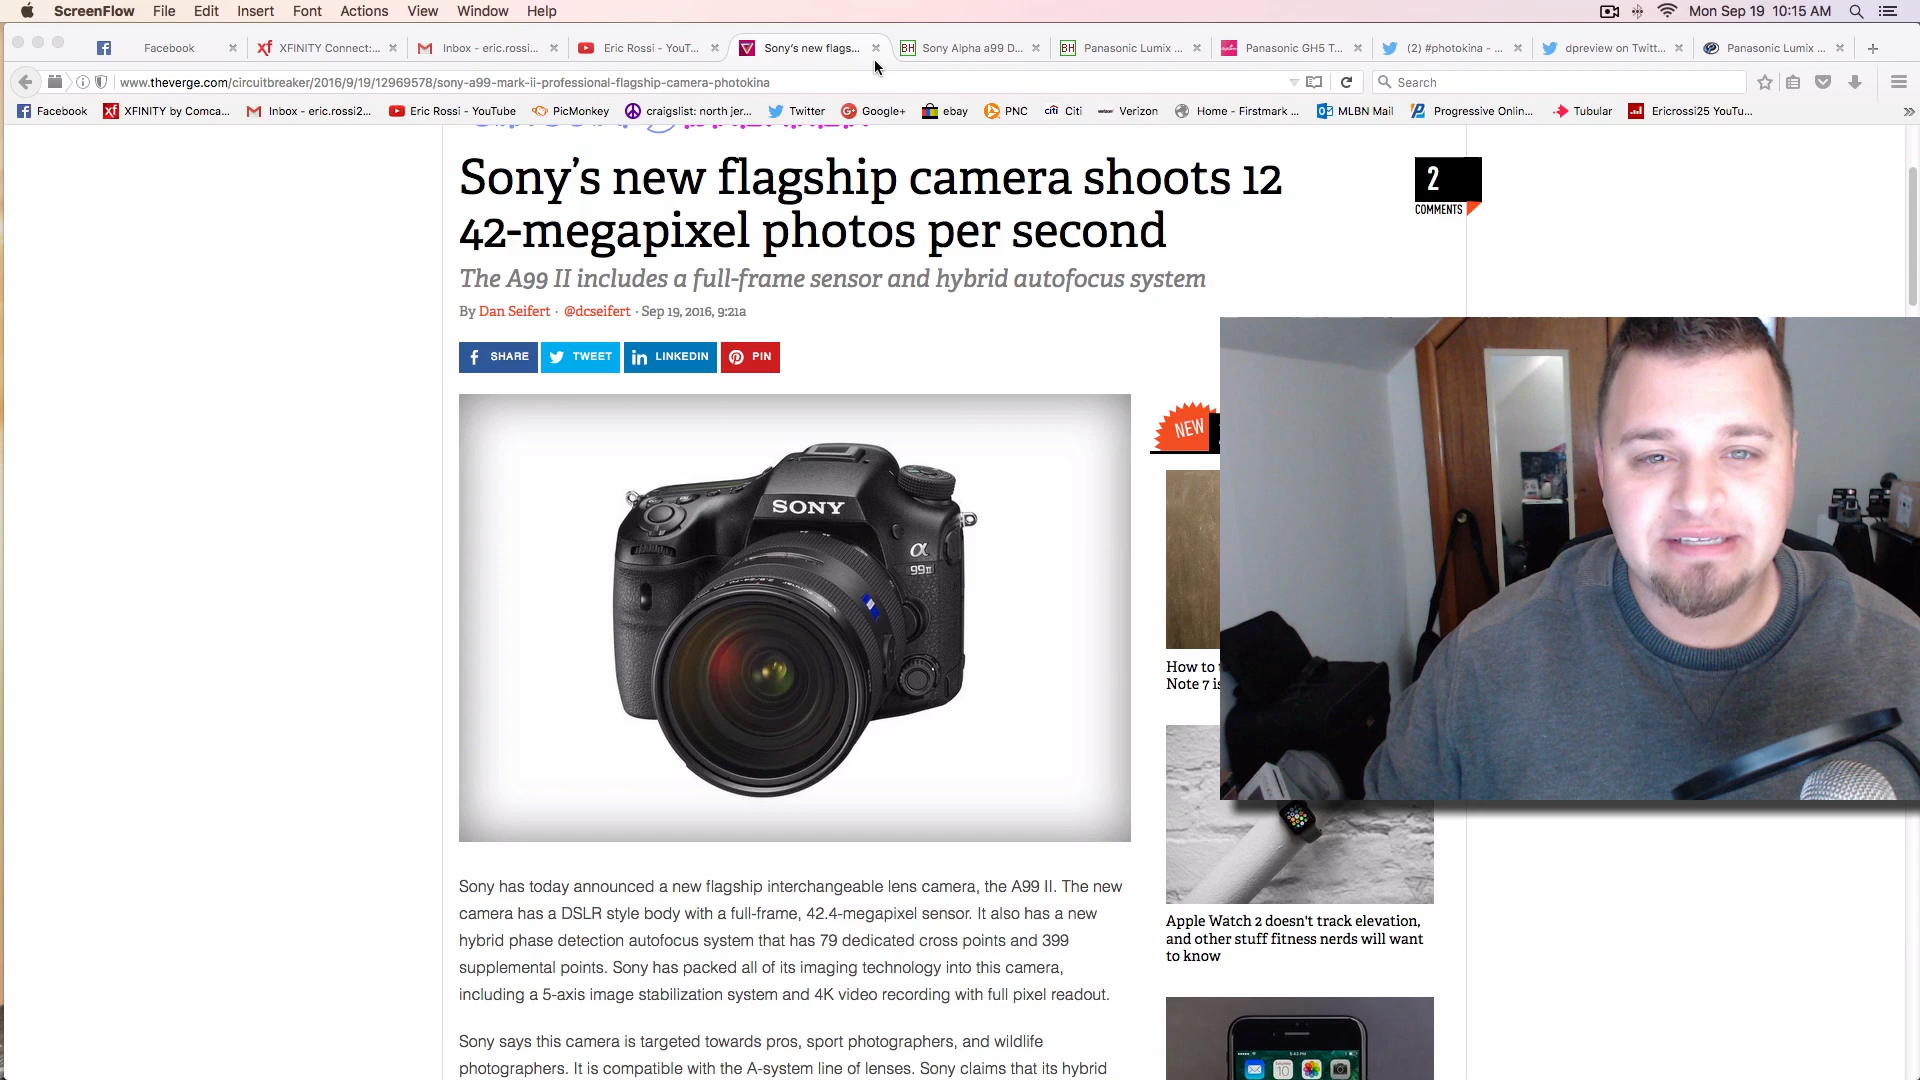 ScreenFlow File Edit Insert Font Actions View Window Help Mon Sep 19 10:15 AM
Facebook XFINITY Connect:... Inbox - eric.rossi... Eric Rossi - YouT... Sony's new flags... Sony Alpha a99 D... Panasonic Lumix ... Panasonic GH5 T... (2) #photokina - ... dpreview on Twitt... Panasonic Lumix ...
www.theverge.com/circuitbreaker/2016/9/19/12969578/sony-a99-mark-ii-professional-flagship-camera-photokina Search
Facebook XFINITY by Comca... Inbox - eric.rossi2... Eric Rossi - YouTube PicMonkey craigslist: north jer... Twitter Google+ ebay PNC citi Citi Verizon Home - Firstmark ... MLBN Mail Progressive Onlin... Tubular Ericrossi25 YouTu...
Sony's new flagship camera shoots 12
42-megapixel photos per second
2
COMMENTS
The A99 II includes a full-frame sensor and hybrid autofocus system
By Dan Seifert · @dcseifert · Sep 19, 2016, 9:21a
SHARE TWEET LINKEDIN PIN
NEW
SONY
α
99II
How to
Note 7 is
Sony has today announced a new flagship interchangeable lens camera, the A99 II. The new
camera has a DSLR style body with a full-frame, 42.4-megapixel sensor. It also has a new
hybrid phase detection autofocus system that has 79 dedicated cross points and 399
supplemental points. Sony has packed all of its imaging technology into this camera,
including a 5-axis image stabilization system and 4K video recording with full pixel readout.
Apple Watch 2 doesn't track elevation,
and other stuff fitness nerds will want
to know
Sony says this camera is targeted towards pros, sport photographers, and wildlife
photographers. It is compatible with the A-system line of lenses. Sony claims that its hybrid